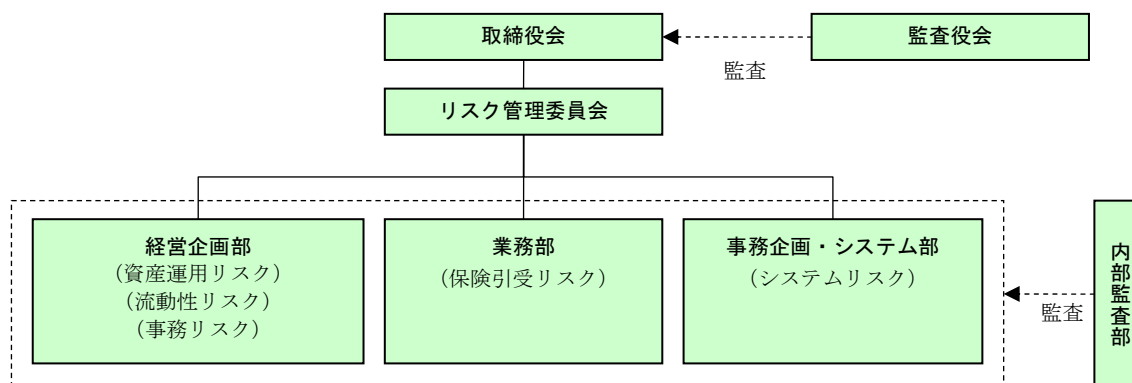 取締役会
監査役会
監査
リスク管理委員会
経営企画部
（資産運用リスク）
（流動性リスク）
（事務リスク）
業務部
（保険引受リスク）
事務企画・システム部
（システムリスク）
監査
内部監査部